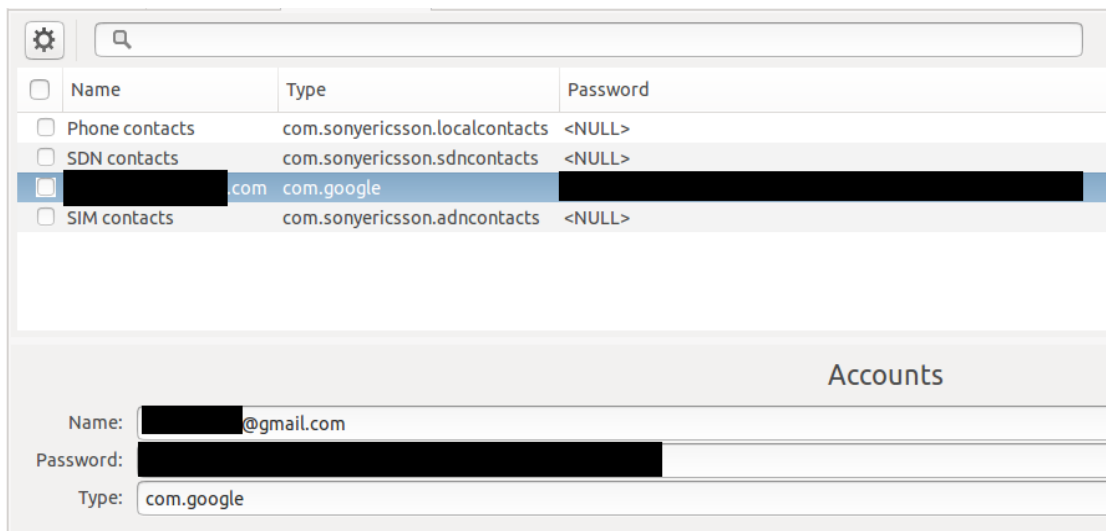 Name Type Password
Phone contacts com.sonyericsson.localcontacts <NULL>
SDN contacts com.sonyericsson.sdncontacts <NULL>
.com com.google
SIM contacts com.sonyericsson.adncontacts <NULL>
Accounts
Name: @gmail.com
Password:
Type: com.google